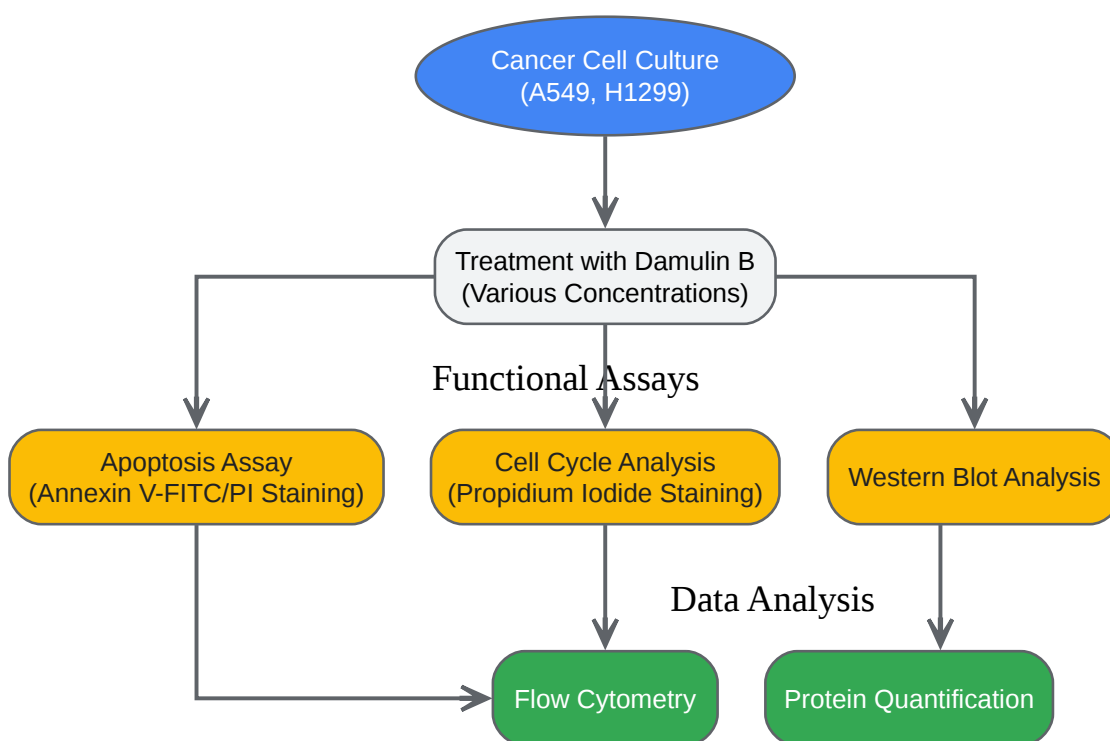 Cancer Cell Culture
(A549, H1299)
Treatment with Damulin B
(Various Concentrations)
Functional Assays
Apoptosis Assay
(Annexin V-FITC/PI Staining)
Cell Cycle Analysis
(Propidium Iodide Staining)
Western Blot Analysis
Data Analysis
Flow Cytometry
Protein Quantification